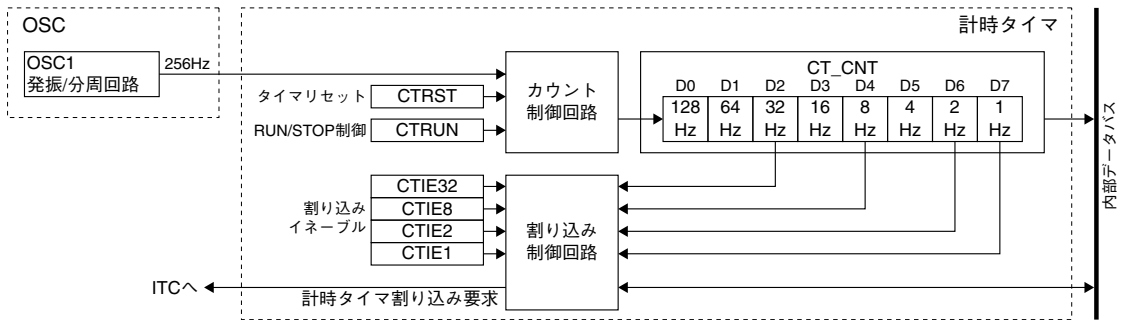 OSC
計時タイマ
OSC1
発振/分周回路
256Hz
タイマリセット
CTRST
RUN/STOP制御
CTRUN
カウント
制御回路
CT_CNT
D0 D1 D2 D3 D4 D5 D6 D7
128 64 32 16 8 4 2 1
Hz Hz Hz Hz Hz Hz Hz Hz
内部データバス
割り込み
イネーブル
CTIE32
CTIE8
CTIE2
CTIE1
割り込み
制御回路
ITCへ
計時タイマ割り込み要求